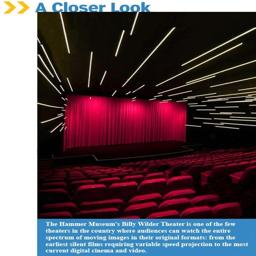 A Closer Look
The Hammer Museum's Billy Wilder Theater is one of the few
theaters in the country where audiences can watch the entire
spectrum of moving images in their original formats: from the
earliest silent films requiring variable speed projection to the most
current digital cinema and video.